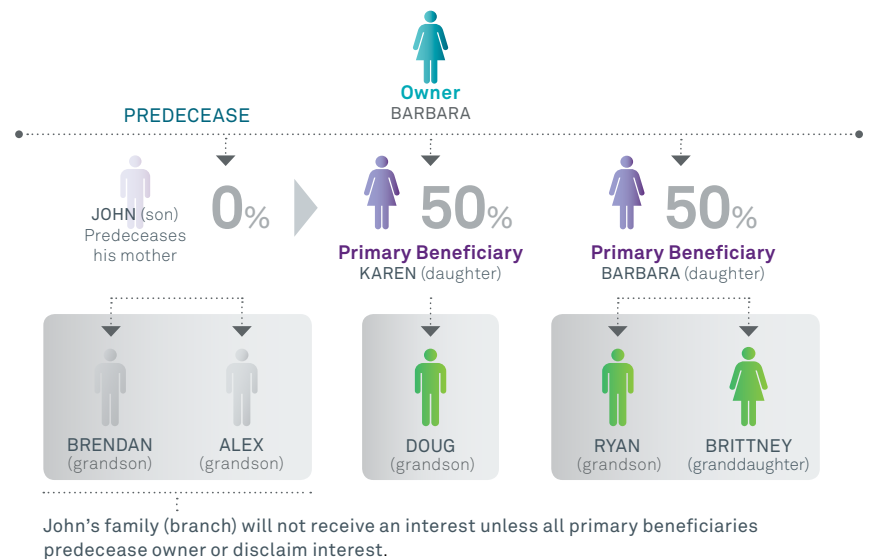 Owner
BARBARA
PREDECEASE
JOHN (son)
Predeceases
his mother
0%
50%
Primary Beneficiary
KAREN (daughter)
50%
Primary Beneficiary
BARBARA (daughter)
BRENDAN
(grandson)
ALEX
(grandson)
DOUG
(grandson)
RYAN
(grandson)
BRITTNEY
(granddaughter)
John's family (branch) will not receive an interest unless all primary beneficiaries
predecease owner or disclaim interest.